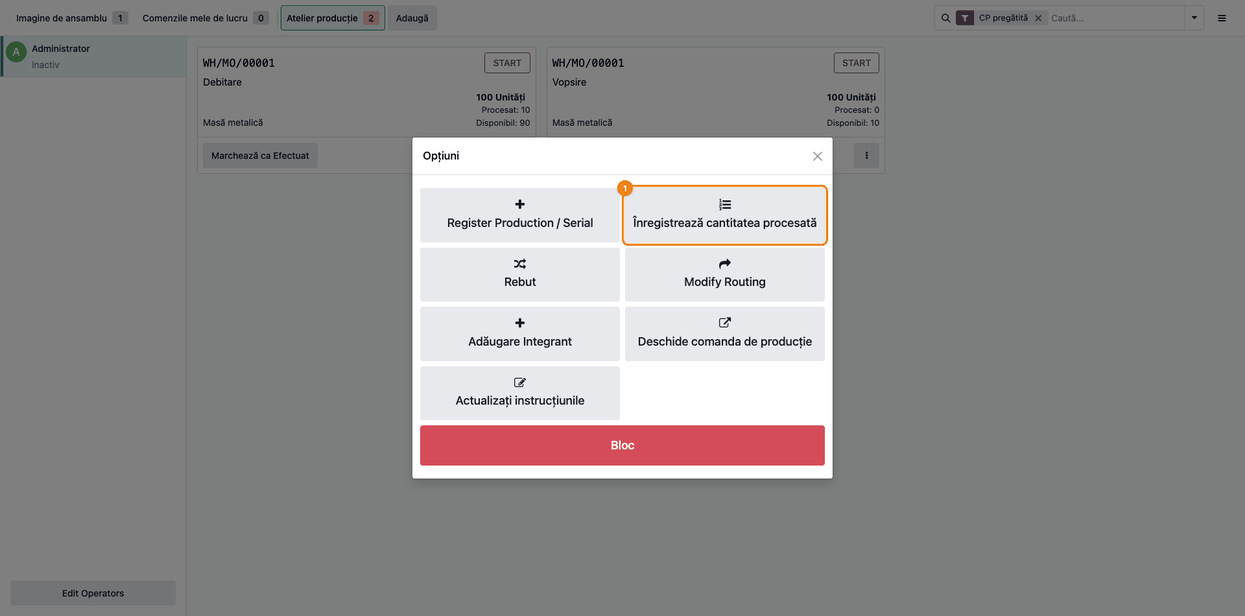 Imagine de ansamblu 1 Comenzile mele de lucru 0 Atelier producție 2 Adaugă CP pregătită Caută...
A Administrator
Inactiv
WH/MO/00001 START
Debitare
100 Unități
Procesat: 10
Masă metalică Disponibil: 90
Marchează ca Efectuat
WH/MO/00001 START
Vopsire
100 Unități
Procesat: 0
Masă metalică Disponibil: 10
Opțiuni
1
Register Production / Serial
Înregistrează cantitatea procesată
Rebut
Modify Routing
Adăugare Integrant
Deschide comanda de producție
Actualizați instrucțiunile
Bloc
Edit Operators